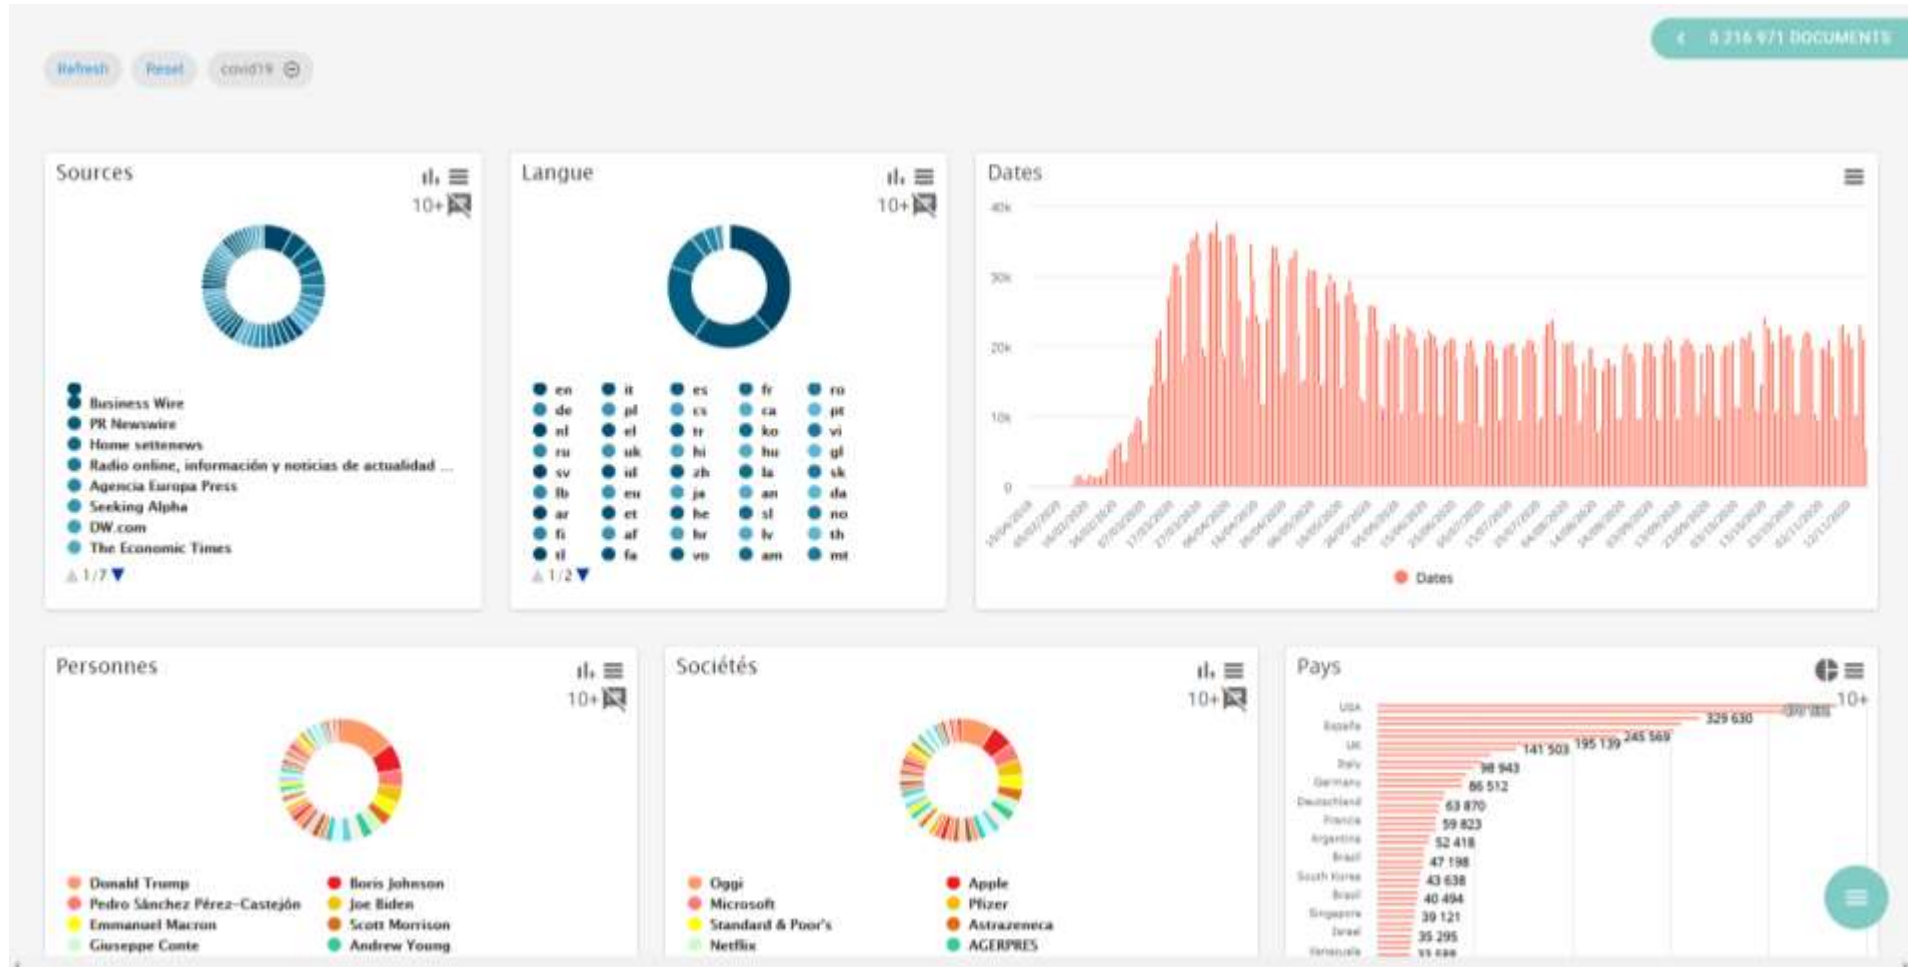 5 216 971 DOCUMENTS
Refresh Reset covid19
Sources
10+
Business Wire
PR Newswire
Home settenews
Radio online, información y noticias de actualidad ...
Agencia Europa Press
Seeking Alpha
DW.com
The Economic Times
1/7
Langue
10+
en it es fr ro
de pl cs ca pt
nl el tr ko vi
ru uk hi hu gl
sv id zh la sk
lb eu ja an da
ar et he sl no
fi af hr lv th
tl fa vo am mt
1/2
Dates
40k
30k
20k
10k
0
Dates
Personnes
10+
Donald Trump Boris Johnson
Pedro Sánchez Pérez-Castejón Joe Biden
Emmanuel Macron Scott Morrison
Giuseppe Conte Andrew Young
Sociétés
10+
Oggi Apple
Microsoft Pfizer
Standard & Poor's Astrazeneca
Netflix AGERPRES
Pays
10+
USA
España 329 630
245 569
UK 141 503 195 139
Italy 98 943
Germany 86 512
Deutschland 63 870
Francia 59 823
Argentina 52 418
Brazil 47 198
South Korea 43 638
Brasil 40 494
Singapore 39 121
Israel 35 295
Venezuela